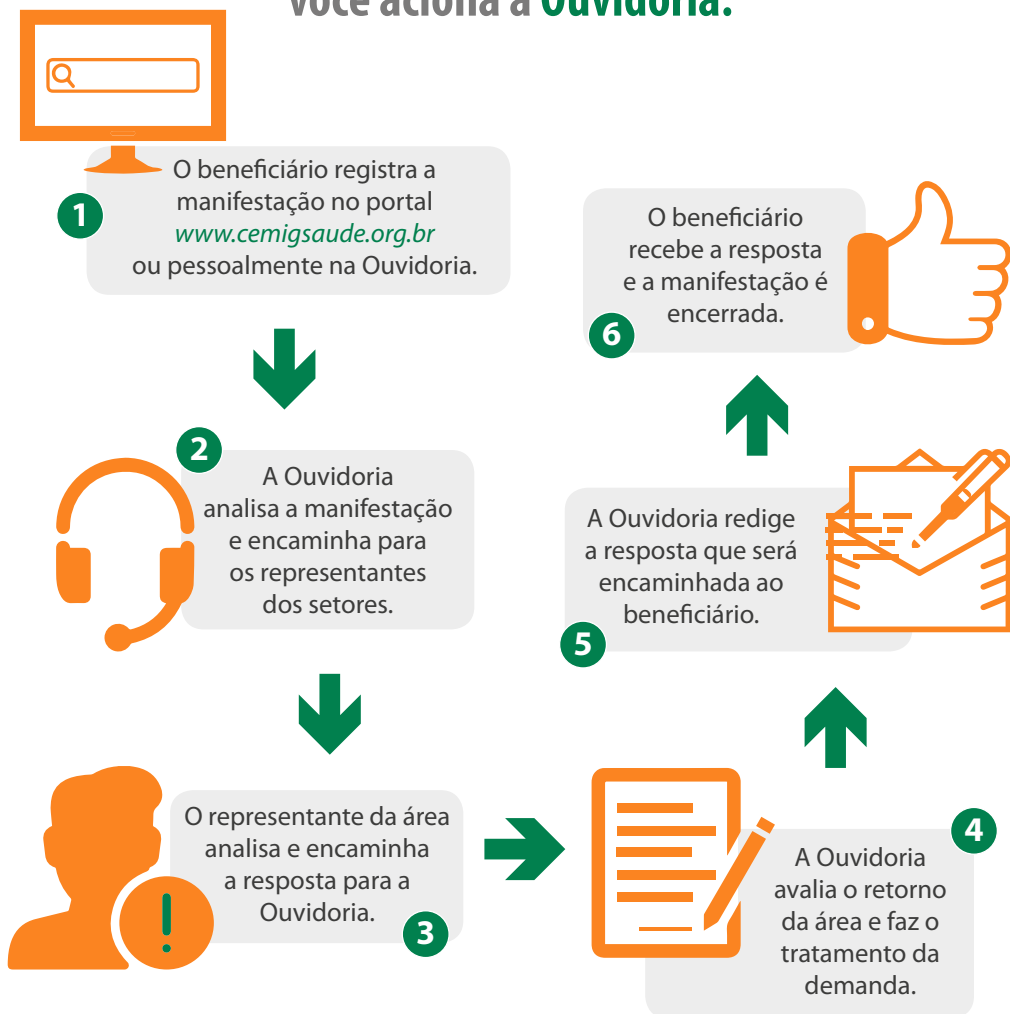 você aciona a Ouvidoria:
1
O beneficiário registra a
manifestação no portal
www.cemigsaude.org.br
ou pessoalmente na Ouvidoria.
2
A Ouvidoria
analisa a manifestação
e encaminha para
os representantes
dos setores.
O representante da área
analisa e encaminha
a resposta para a
Ouvidoria.
3
4
A Ouvidoria
avalia o retorno
da área e faz o
tratamento da
demanda.
A Ouvidoria redige
a resposta que será
encaminhada ao
beneficiário.
5
O beneficiário
recebe a resposta
e a manifestação é
encerrada.
6